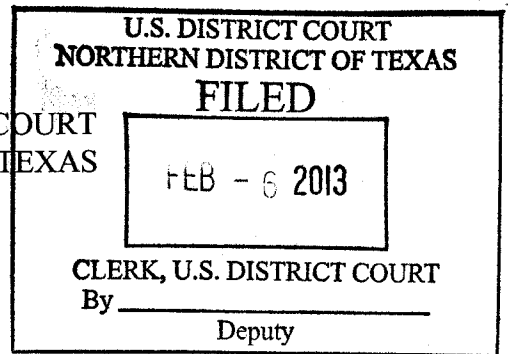 U.S. DISTRICT COURT
NORTHERN DISTRICT OF TEXAS
FILED
COURT
TEXAS
FEB - 6 2013
CLERK, U.S. DISTRICT COURT
By
Deputy